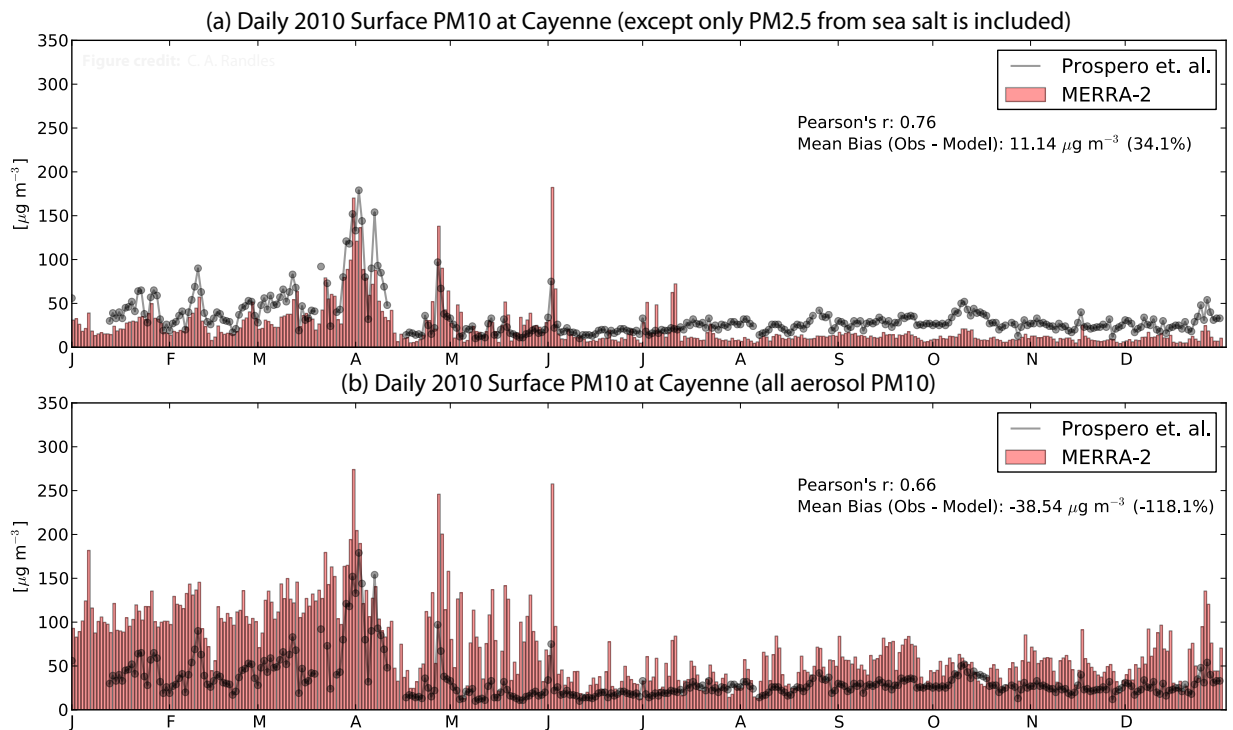 (a) Daily 2010 Surface PM10 at Cayenne (except only PM2.5 from sea salt is included)
350
Figure credit: C. A. Randles
Prospero et. al.
300
MERRA-2
250
Pearson's r: 0.76
Mean Bias (Obs - Model): 11.14 μg m⁻³ (34.1%)
200
[μg m⁻³]
150
100
50
0
J F M A M J J A S O N D
(b) Daily 2010 Surface PM10 at Cayenne (all aerosol PM10)
350
Prospero et. al.
300
MERRA-2
250
Pearson's r: 0.66
Mean Bias (Obs - Model): -38.54 μg m⁻³ (-118.1%)
200
[μg m⁻³]
150
100
50
0
J F M A M J J A S O N D